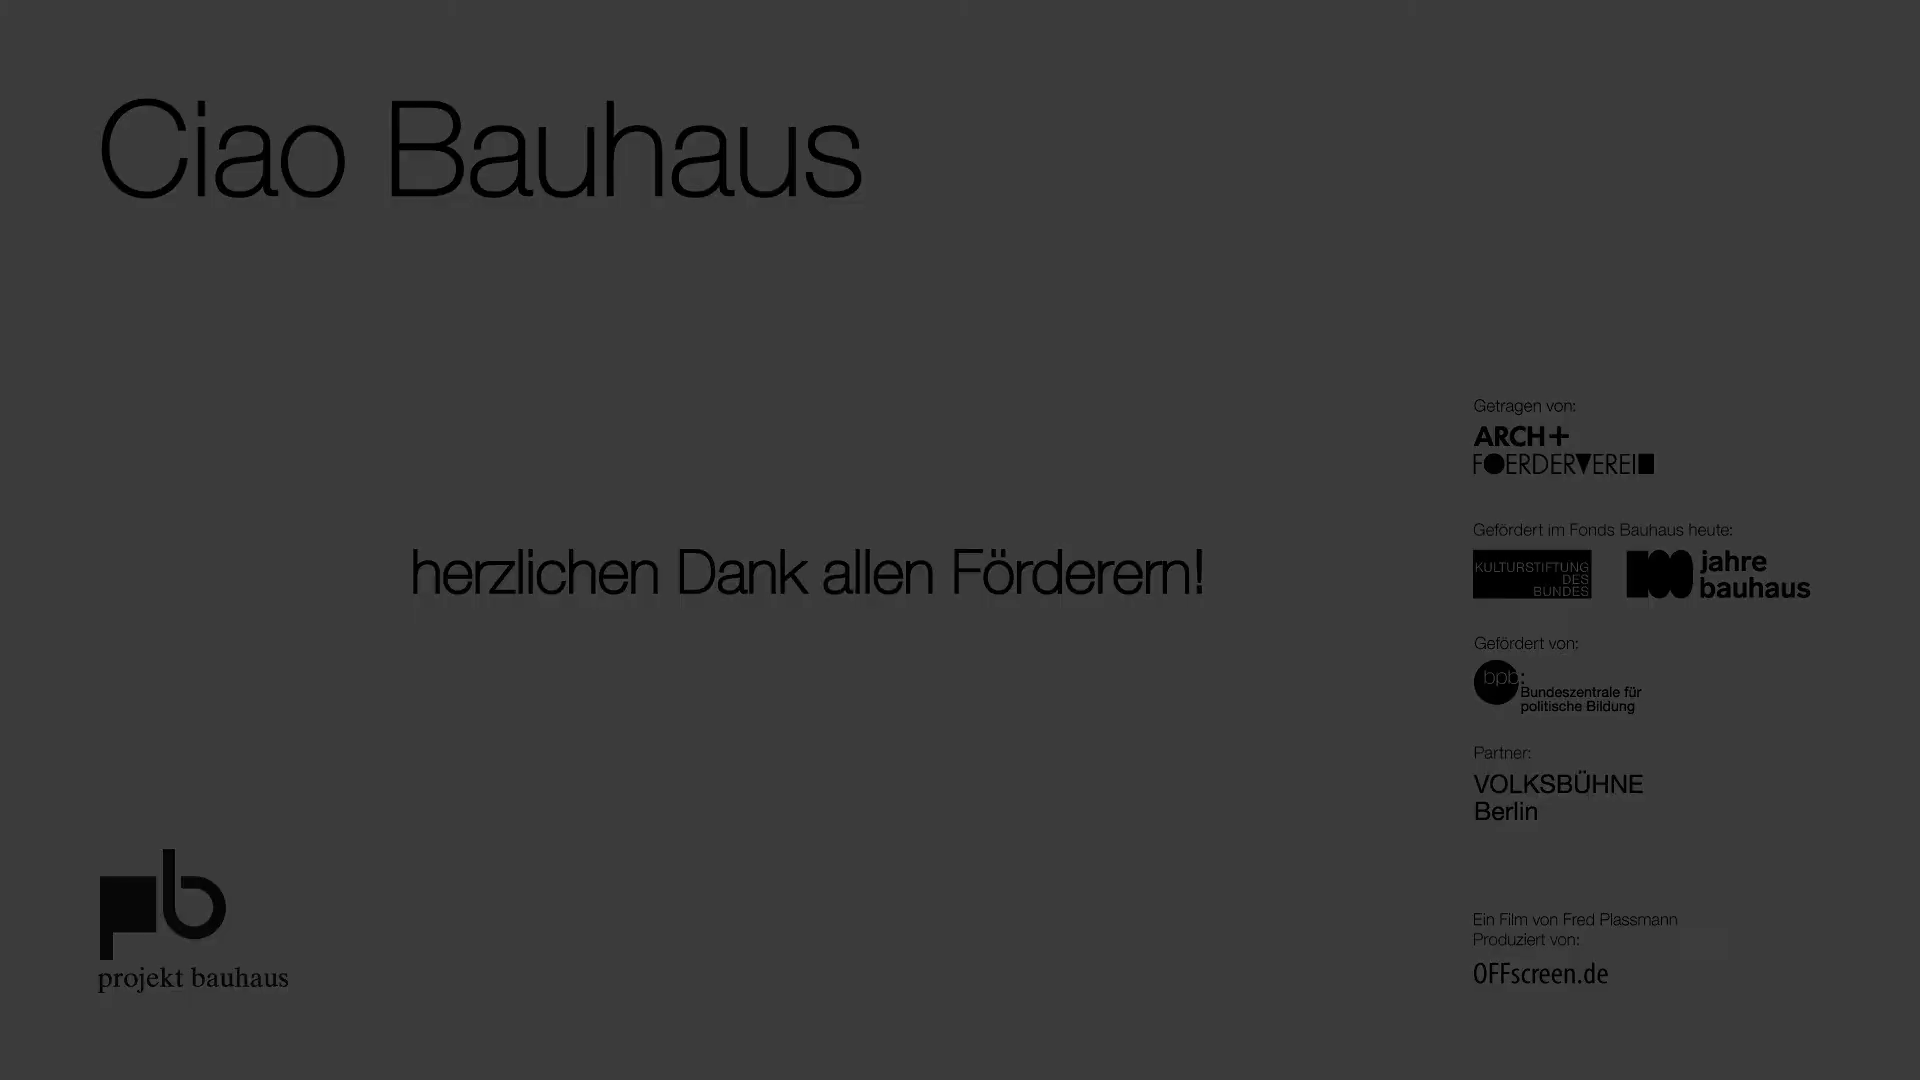 Ciao Bauhaus
herzlichen Dank allen Förderern!
Getragen von:
ARCH+
FOERDERVEREIN
Gefördert im Fonds Bauhaus heute:
KULTURSTIFTUNG
DES
BUNDES
100 jahre
bauhaus
Gefördert von:
bpb:
Bundeszentrale für
politische Bildung
Partner:
VOLKSBÜHNE
Berlin
Ein Film von Fred Plassmann
Produziert von:
OFFscreen.de
pb
projekt bauhaus